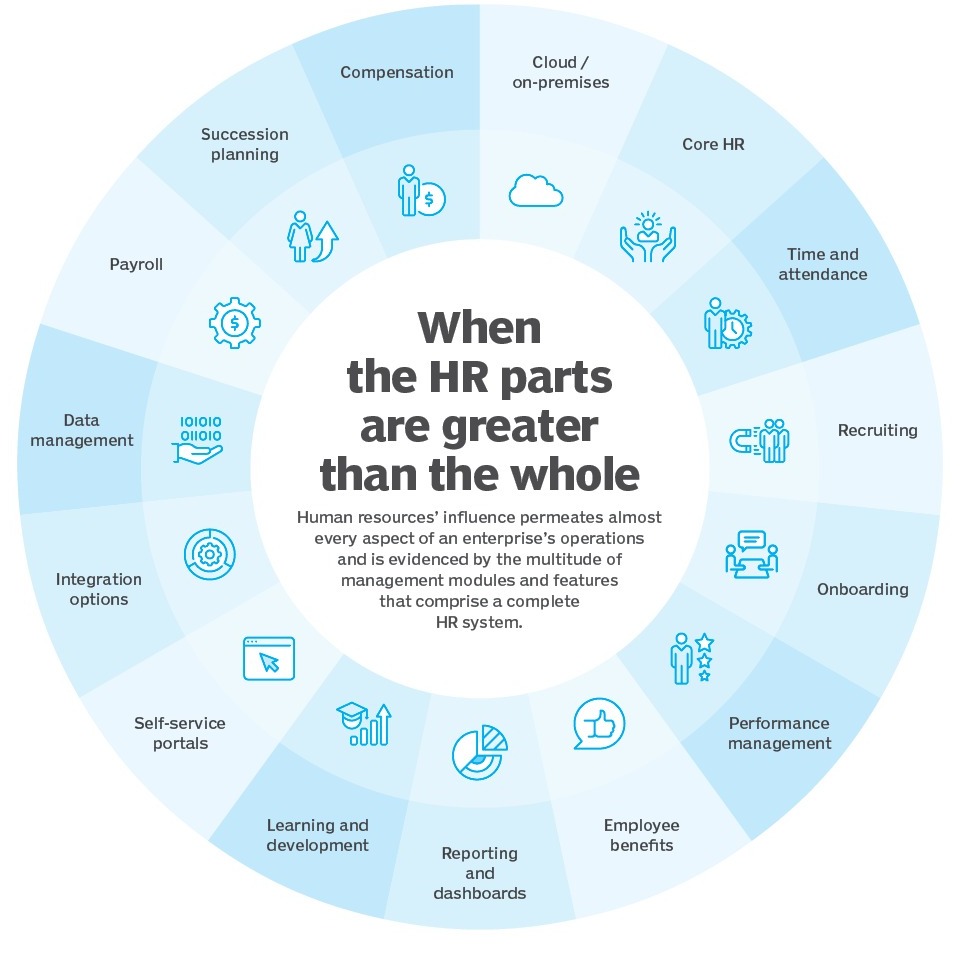 Compensation
Cloud /
on-premises
Core HR
Time and
attendance
Recruiting
Onboarding
Performance
management
Employee
benefits
Reporting
and
dashboards
Learning and
development
Self-service
portals
Integration
options
Data
management
Payroll
Succession
planning
$
$
01010
01010
When
the HR parts
are greater
than the whole
Human resources’ influence permeates almost
every aspect of an enterprise’s operations
and is evidenced by the multitude of
management modules and features
that comprise a complete
HR system.